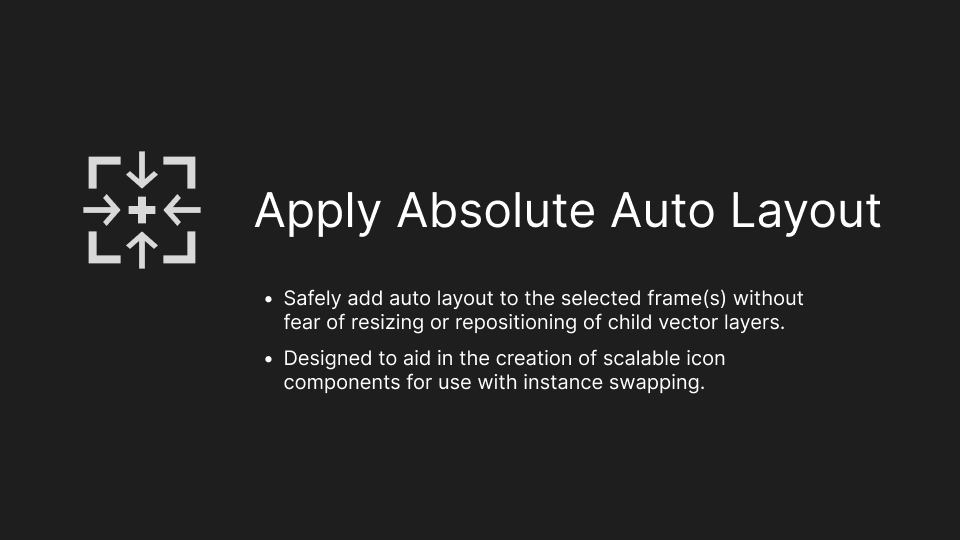 Apply Absolute Auto Layout
• Safely add auto layout to the selected frame(s) without
fear of resizing or repositioning of child vector layers.
• Designed to aid in the creation of scalable icon
components for use with instance swapping.